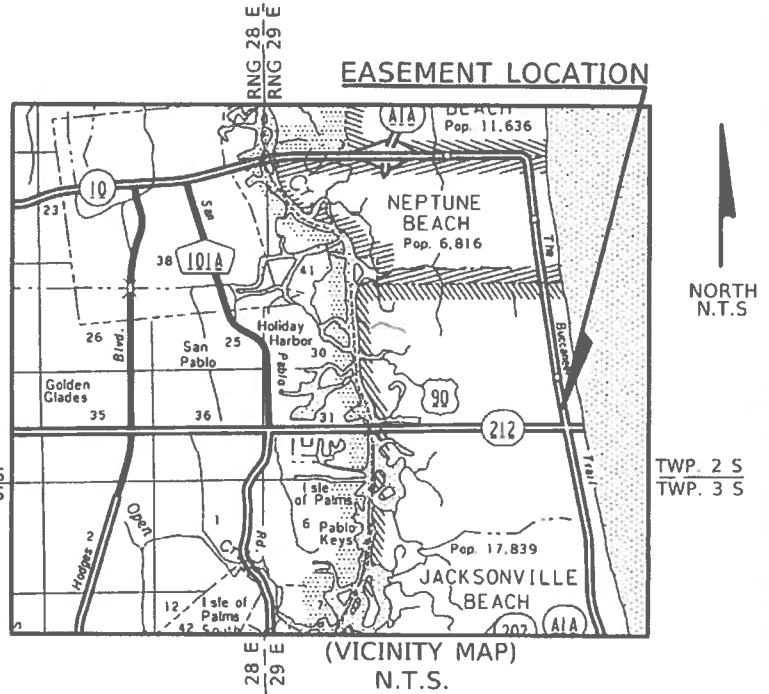 RNG 28 E
RNG 29 E
EASEMENT LOCATION
A1A
BEACH
Pop. 11,636
10
23
San
CT
NEPTUNE
BEACH
Pop. 6,816
The
NORTH
N.T.S
38
101A
41
26
Blvd.
San
Pablo
25
Holiday
Harbor
30
Pablo
Buccaneer
Golden
Glades
35
36
31
90
212
Trail
TWP. 2 S
TWP. 3 S
Isle
of Palms
6
Pablo
Keys
Open
1
Cr
Rd.
Hodges
2
Pop. 17,839
JACKSONVILLE
BEACH
12
Isle of
Palms
South
42
7
202
A1A
28 E
29 E
(VICINITY MAP)
N.T.S.